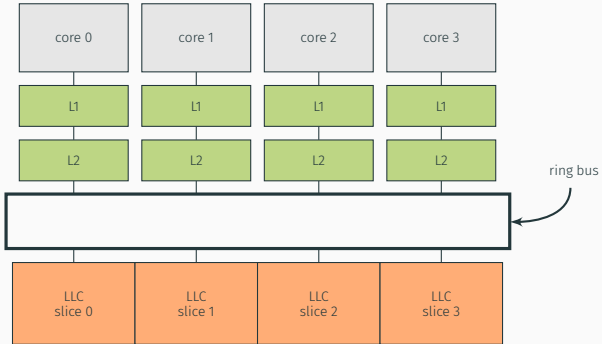 core 0
core 1
core 2
core 3
L1
L1
L1
L1
L2
L2
L2
L2
ring bus
LLC
slice 0
LLC
slice 1
LLC
slice 2
LLC
slice 3